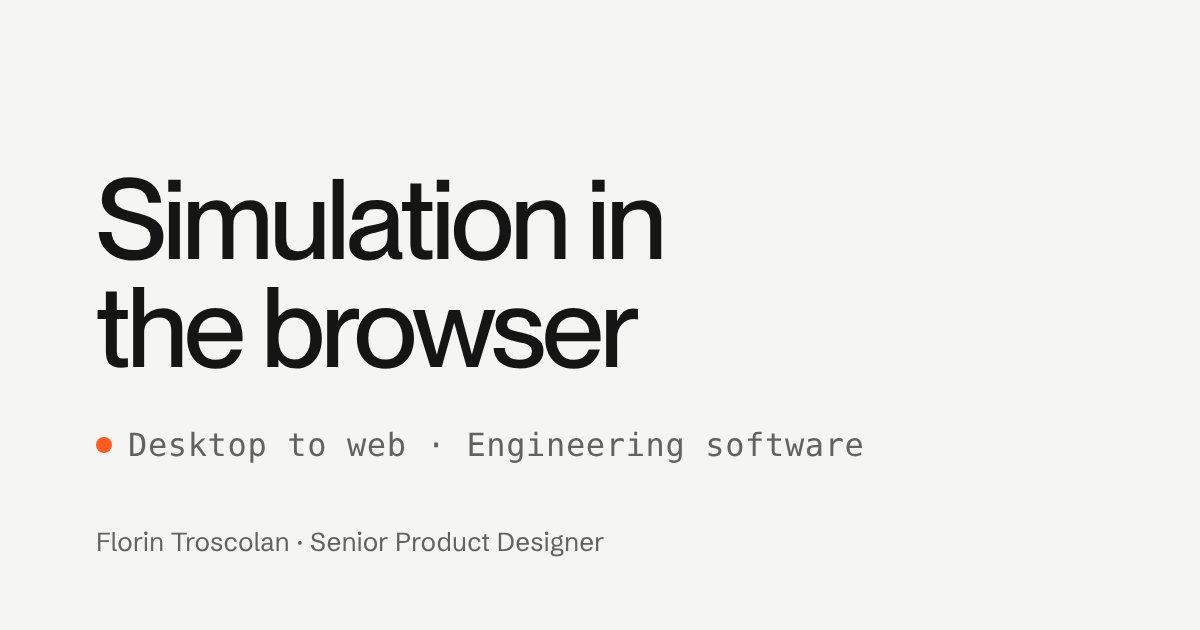 Simulation in
the browser
Desktop to web · Engineering software
Florin Troscolan · Senior Product Designer